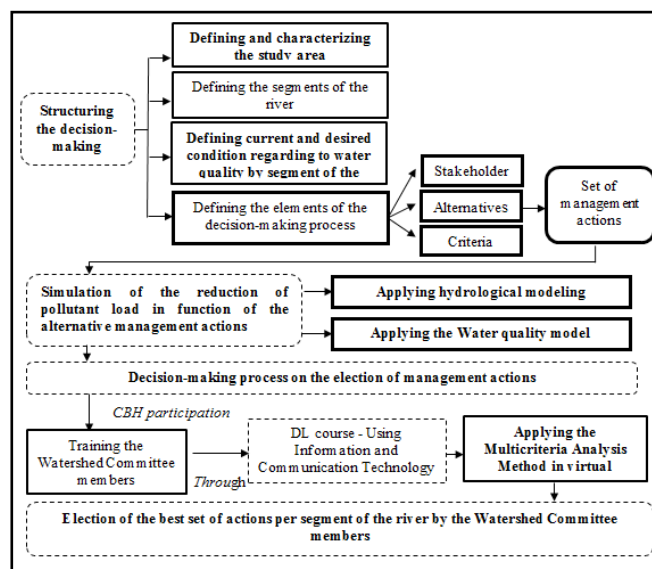 Defining and characterizing
the study area
Defining the segments of the
river
Structuring
the decision-
making
Defining current and desired
condition regarding to water
quality by segment of the
Defining the elements of the
decision-making process
Stakeholder
Alternatives
Criteria
Set of
management
actions
Simulation of the reduction of
pollutant load in function of the
alternative management actions
Applying hydrological modeling
Applying the Water quality model
Decision-making process on the election of management actions
CBH participation
Training the
Watershed Committee
members
Through
DL course - Using
Information and
Communication Technology
Applying the
Multicriteria Analysis
Method in virtual
Election of the best set of actions per segment of the river by the Watershed Committee
members